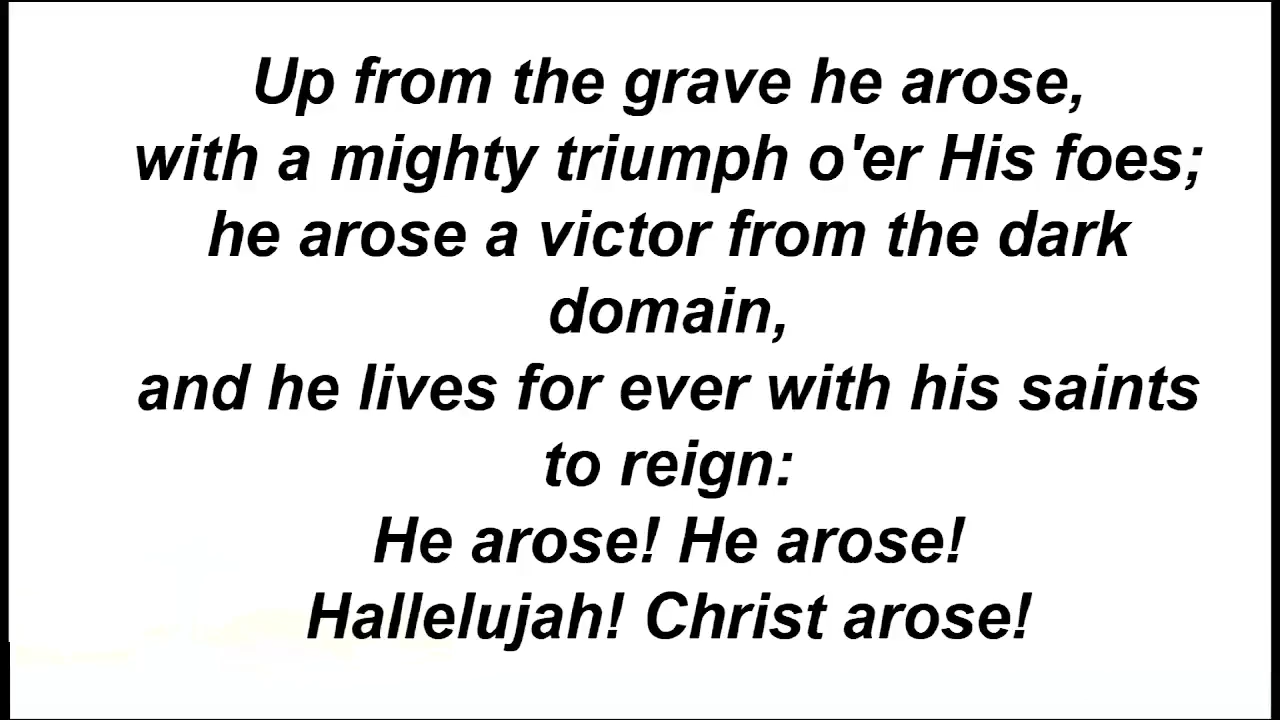 Up from the grave he arose,
with a mighty triumph o'er His foes;
he arose a victor from the dark
domain,
and he lives for ever with his saints
to reign:
He arose! He arose!
Hallelujah! Christ arose!